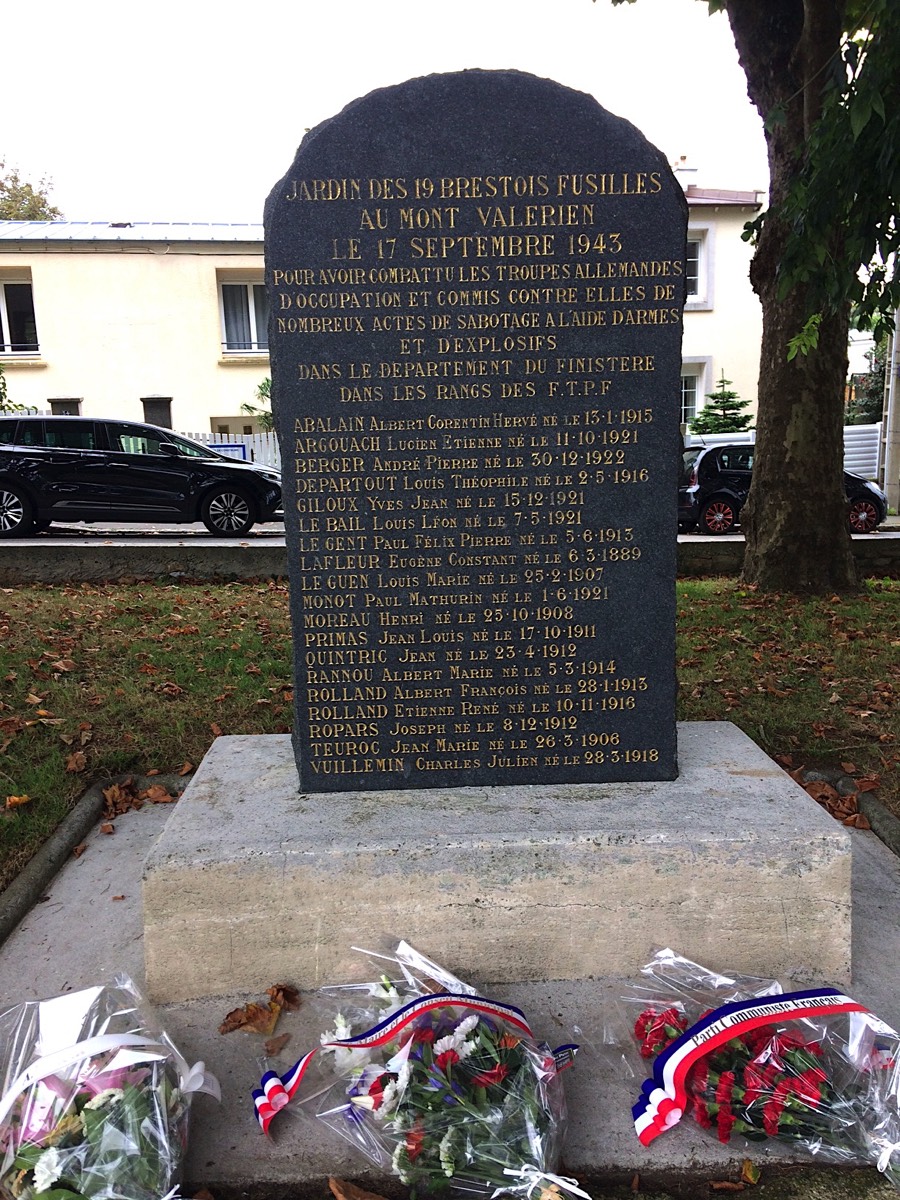 JARDIN DES 19 BRESTOIS FUSILLES
AU MONT VALERIEN
LE 17 SEPTEMBRE 1943
POUR AVOIR COMBATTU LES TROUPES ALLEMANDES
D'OCCUPATION ET COMMIS CONTRE ELLES DE
NOMBREUX ACTES DE SABOTAGE A L'AIDE D'ARMES
ET D'EXPLOSIFS
DANS LE DEPARTEMENT DU FINISTERE
DANS LES RANGS DES F.T.P.F
ABALAIN ALBERT CORENTIN HERVÉ NÉ LE 13·1·1915
ARGOUACH LUCIEN ETIENNE NÉ LE 11·10·1921
BERGER ANDRÉ PIERRE NÉ LE 30·12·1922
DEPARTOUT LOUIS THÉOPHILE NÉ LE 2·5·1916
GILOUX YVES JEAN NÉ LE 15·12·1921
LE BAIL LOUIS LÉON NÉ LE 7·5·1921
LE GENT PAUL FÉLIX PIERRE NÉ LE 5·6·1913
LAFLEUR EUGÈNE CONSTANT NÉ LE 6·3·1889
LE GUEN LOUIS MARIE NÉ LE 25·2·1907
MONOT PAUL MATHURIN NÉ LE 1·6·1921
MOREAU HENRI NÉ LE 25·10·1908
PRIMAS JEAN LOUIS NÉ LE 17·10·1911
QUINTRIC JEAN NÉ LE 23·4·1912
RANNOU ALBERT MARIE NÉ LE 5·3·1914
ROLLAND ALBERT FRANÇOIS NÉ LE 28·1·1913
ROLLAND ETIENNE RENÉ NÉ LE 10·11·1916
ROPARS JOSEPH NÉ LE 8·12·1912
TEUROC JEAN MARIE NÉ LE 26·3·1906
VUILLEMIN CHARLES JULIEN NÉ LE 28·3·1918
Parti Communiste Français